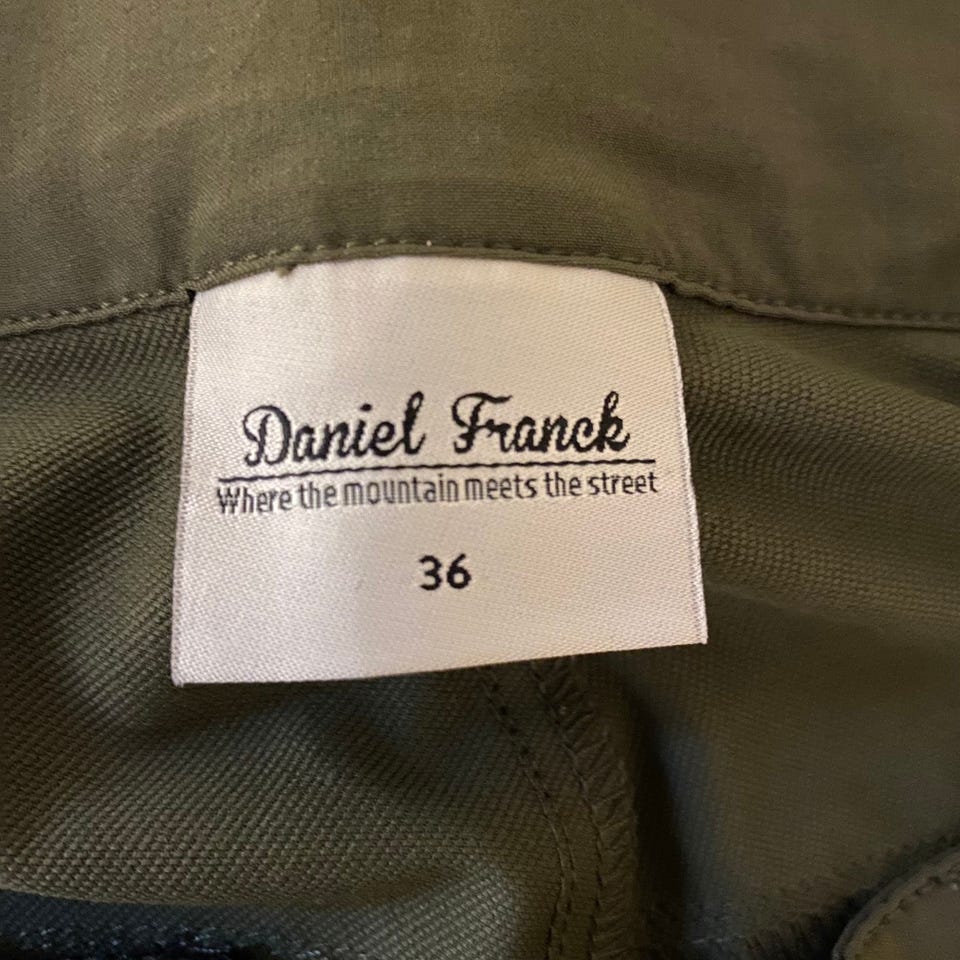 Daniel Franck
Where the mountain meets the street
36